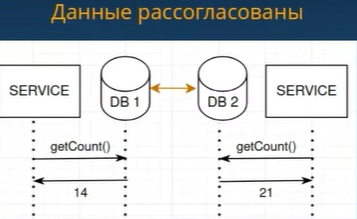 Данные рассогласованы
SERVICE
DB 1
DB 2
SERVICE
getCount()
getCount()
14
21